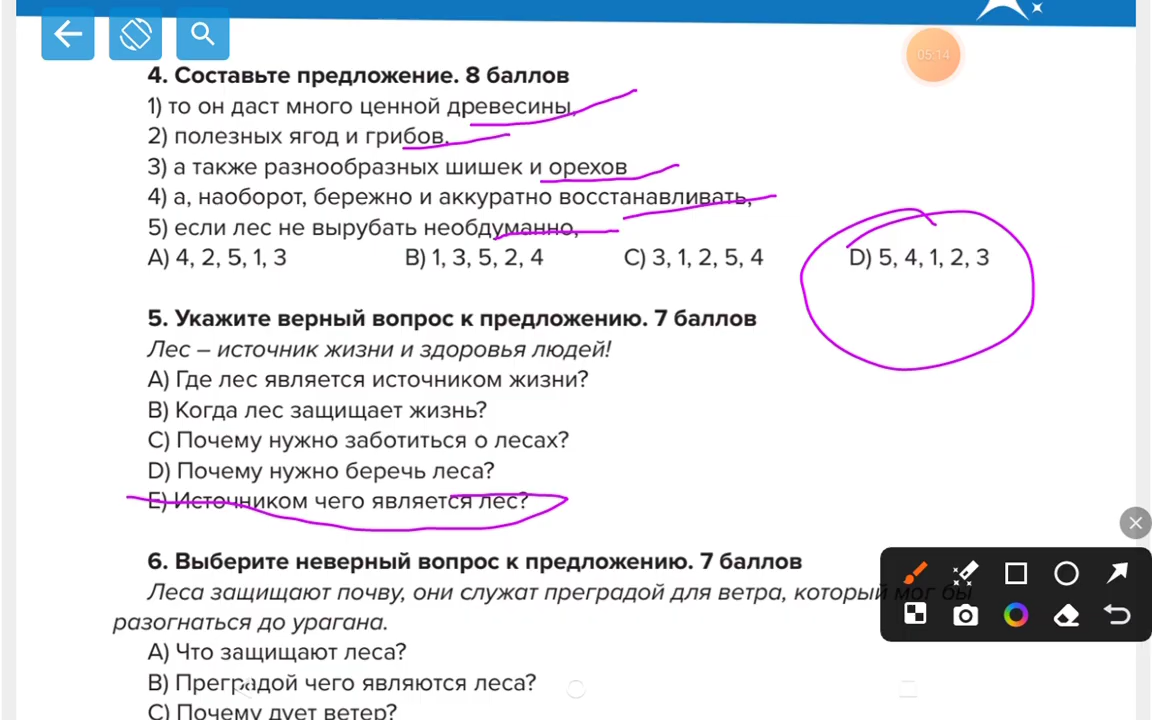 05:14
4. Составьте предложение. 8 баллов
1) то он даст много ценной древесины,
2) полезных ягод и грибов.
3) а также разнообразных шишек и орехов
4) а, наоборот, бережно и аккуратно восстанавливать,
5) если лес не вырубать необдуманно,
A) 4, 2, 5, 1, 3 B) 1, 3, 5, 2, 4 C) 3, 1, 2, 5, 4 D) 5, 4, 1, 2, 3
5. Укажите верный вопрос к предложению. 7 баллов
Лес – источник жизни и здоровья людей!
A) Где лес является источником жизни?
B) Когда лес защищает жизнь?
C) Почему нужно заботиться о лесах?
D) Почему нужно беречь леса?
E) Источником чего является лес?
6. Выберите неверный вопрос к предложению. 7 баллов
Леса защищают почву, они служат преградой для ветра, который мог бы
разогнаться до урагана.
A) Что защищают леса?
B) Преградой чего являются леса?
C) Почему дует ветер?